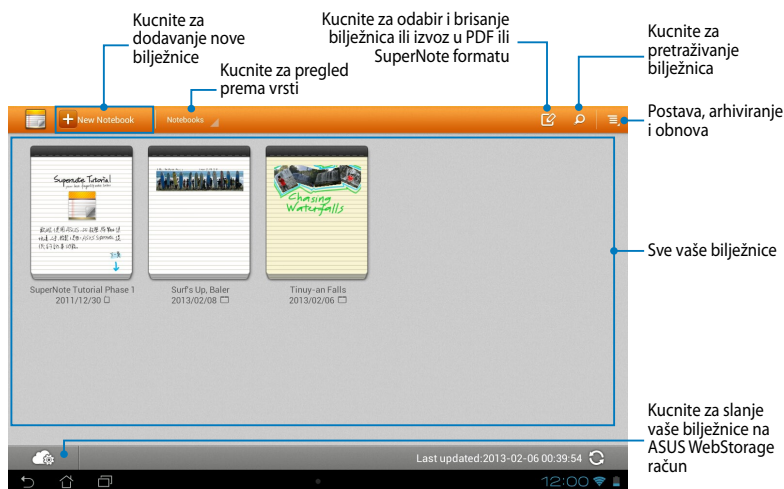 Kucnite za
dodavanje nove
bilježnice
Kucnite za pregled
prema vrsti
Kucnite za odabir i brisanje
bilježnica ili izvoz u PDF ili
SuperNote formatu
Kucnite za
pretraživanje
bilježnica
Postava, arhiviranje
i obnova
New Notebook
Notebooks
Supernote Tutorial
Chasing
Waterfalls
Sve vaše bilježnice
SuperNote Tutorial Phase 1
2011/12/30
Surf's Up, Baler
2013/02/08
Tinuy-an Falls
2013/02/06
Kucnite za slanje
vaše bilježnice na
ASUS WebStorage
račun
Last updated:2013-02-06 00:39:54
12:00